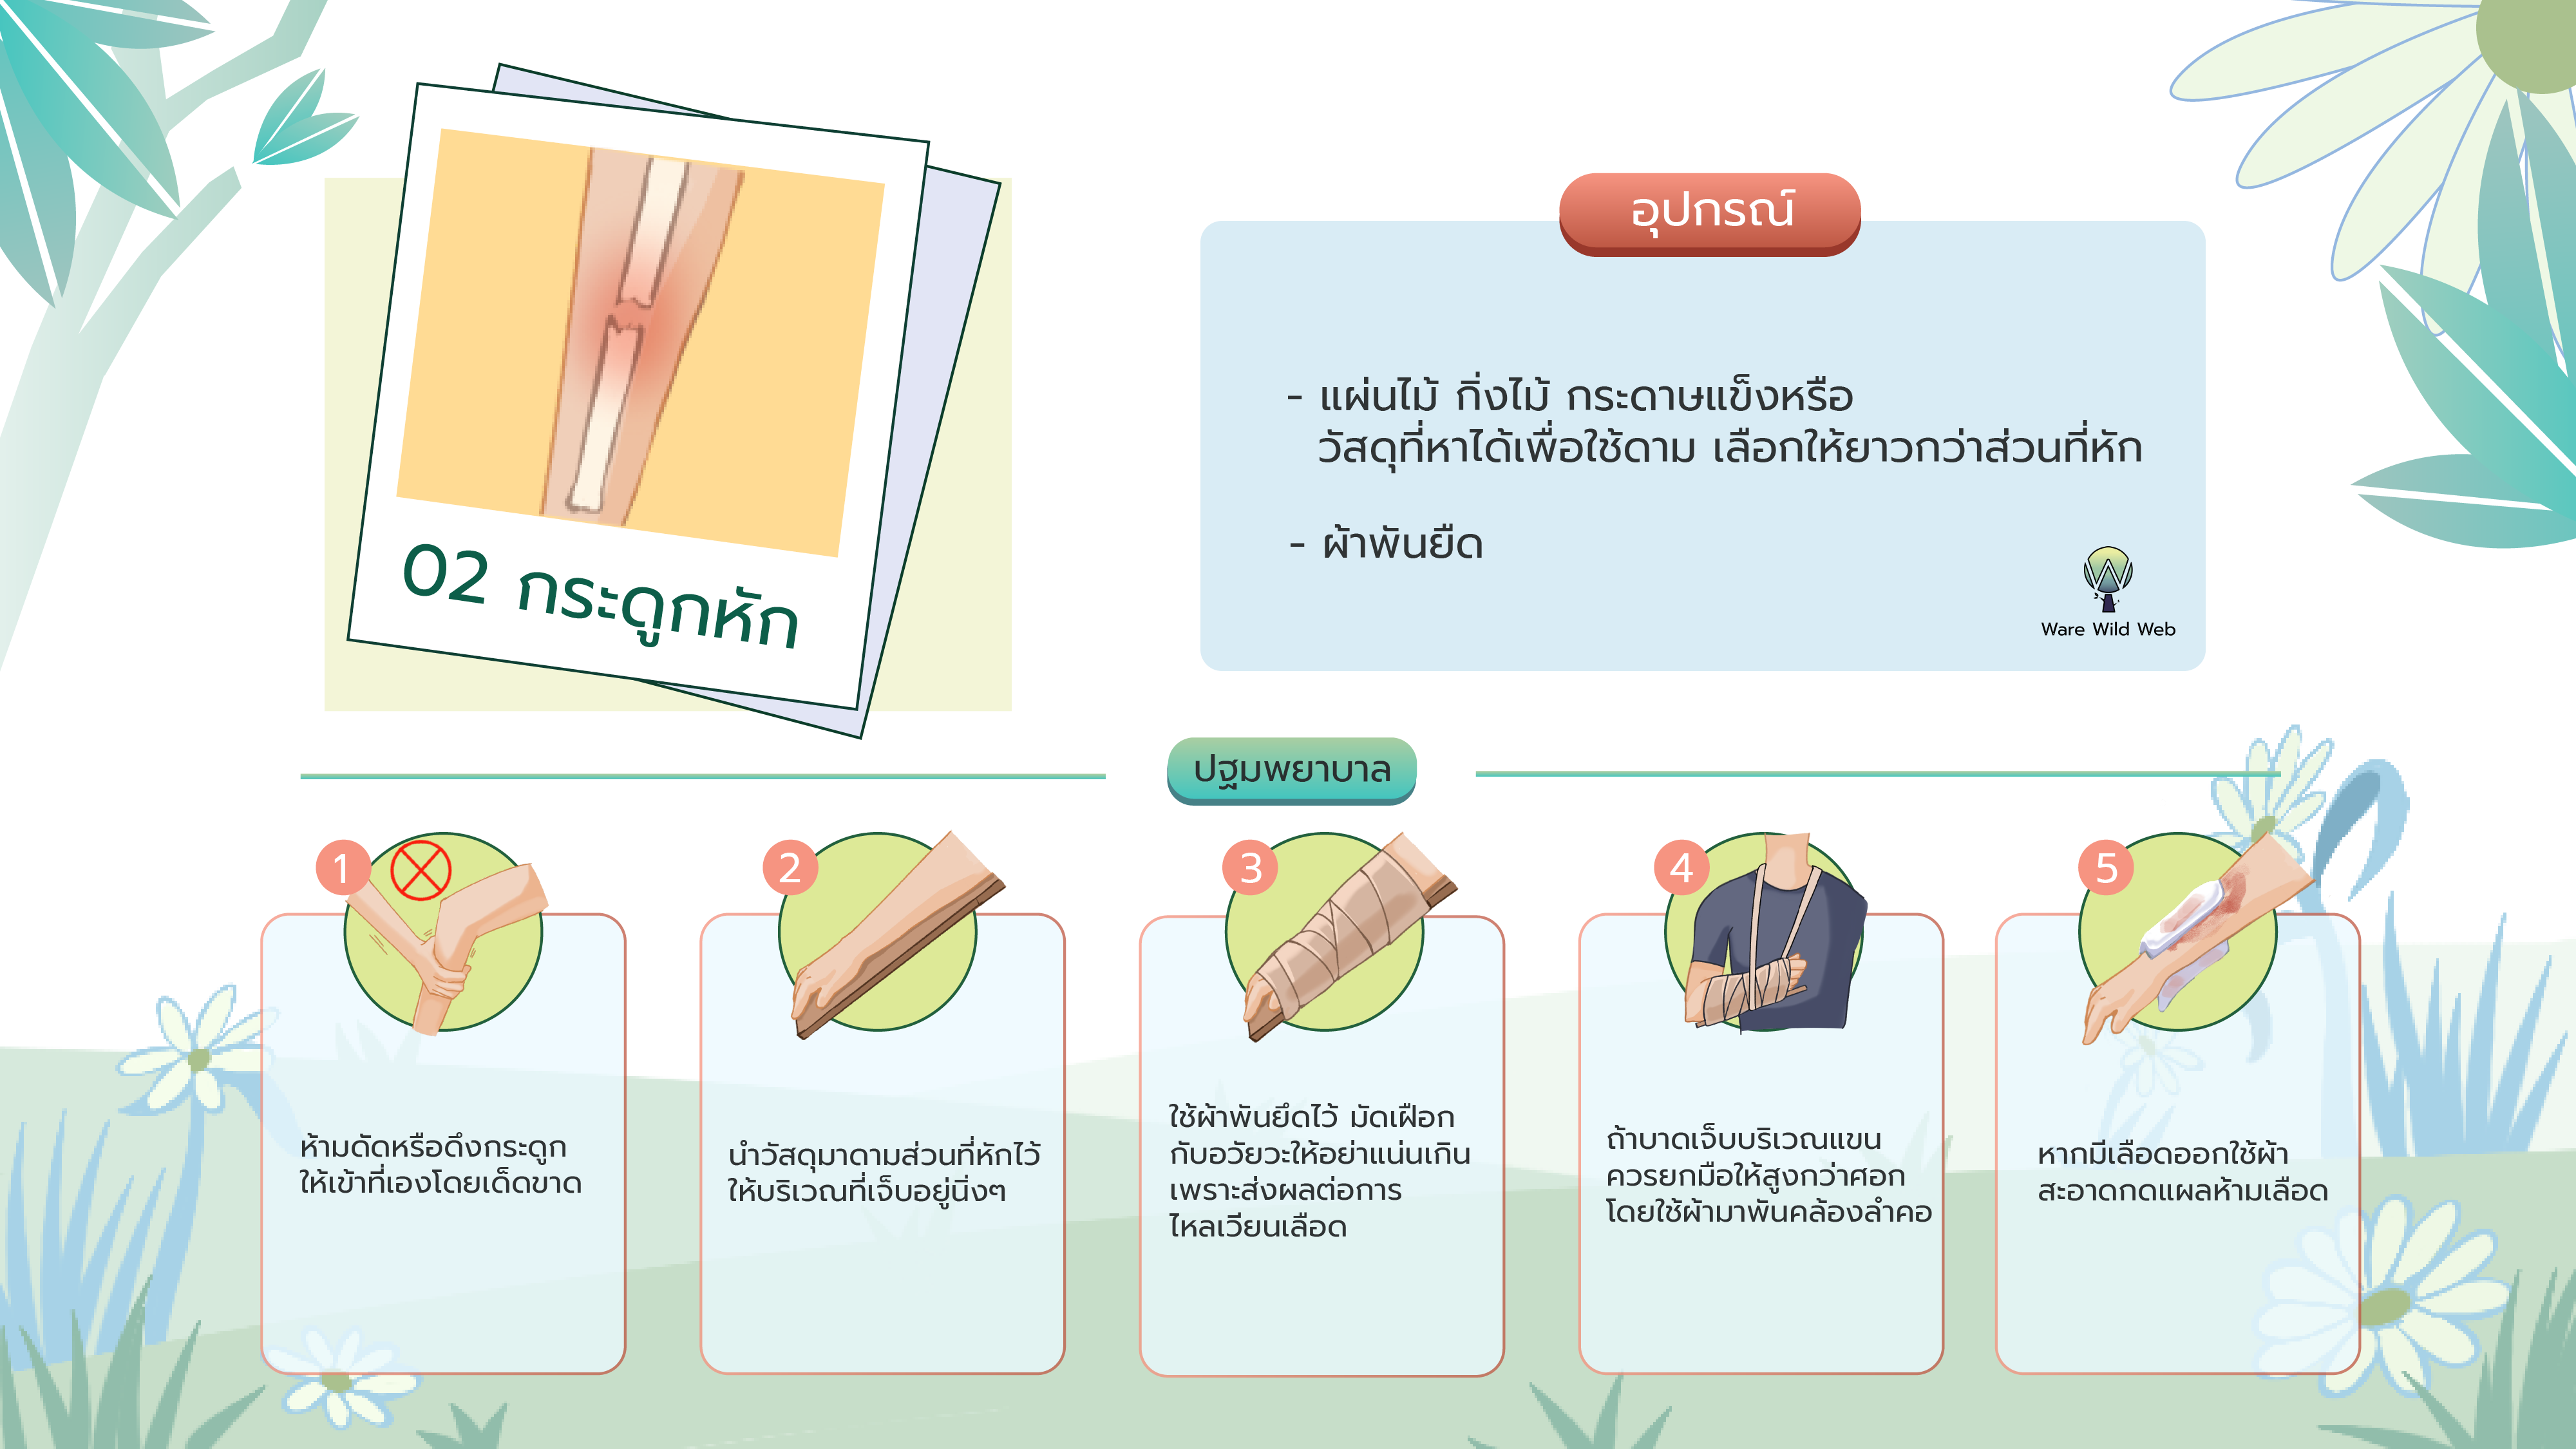 02 กระดูกหัก
อุปกรณ์
- แผ่นไม้ กิ่งไม้ กระดาษแข็งหรือ
วัสดุที่หาได้เพื่อใช้ดาม เลือกให้ยาวกว่าส่วนที่หัก
- ผ้าพันยืด
Ware Wild Web
ปฐมพยาบาล
1
ห้ามดัดหรือดึงกระดูก
ให้เข้าที่เองโดยเด็ดขาด
2
นำวัสดุมาดามส่วนที่หักไว้
ให้บริเวณที่เจ็บอยู่นิ่งๆ
3
ใช้ผ้าพันยึดไว้ มัดเฝือก
กับอวัยวะให้อย่าแน่นเกิน
เพราะส่งผลต่อการ
ไหลเวียนเลือด
4
ถ้าบาดเจ็บบริเวณแขน
ควรยกมือให้สูงกว่าศอก
โดยใช้ผ้ามาพันคล้องลำคอ
5
หากมีเลือดออกใช้ผ้า
สะอาดกดแผลห้ามเลือด